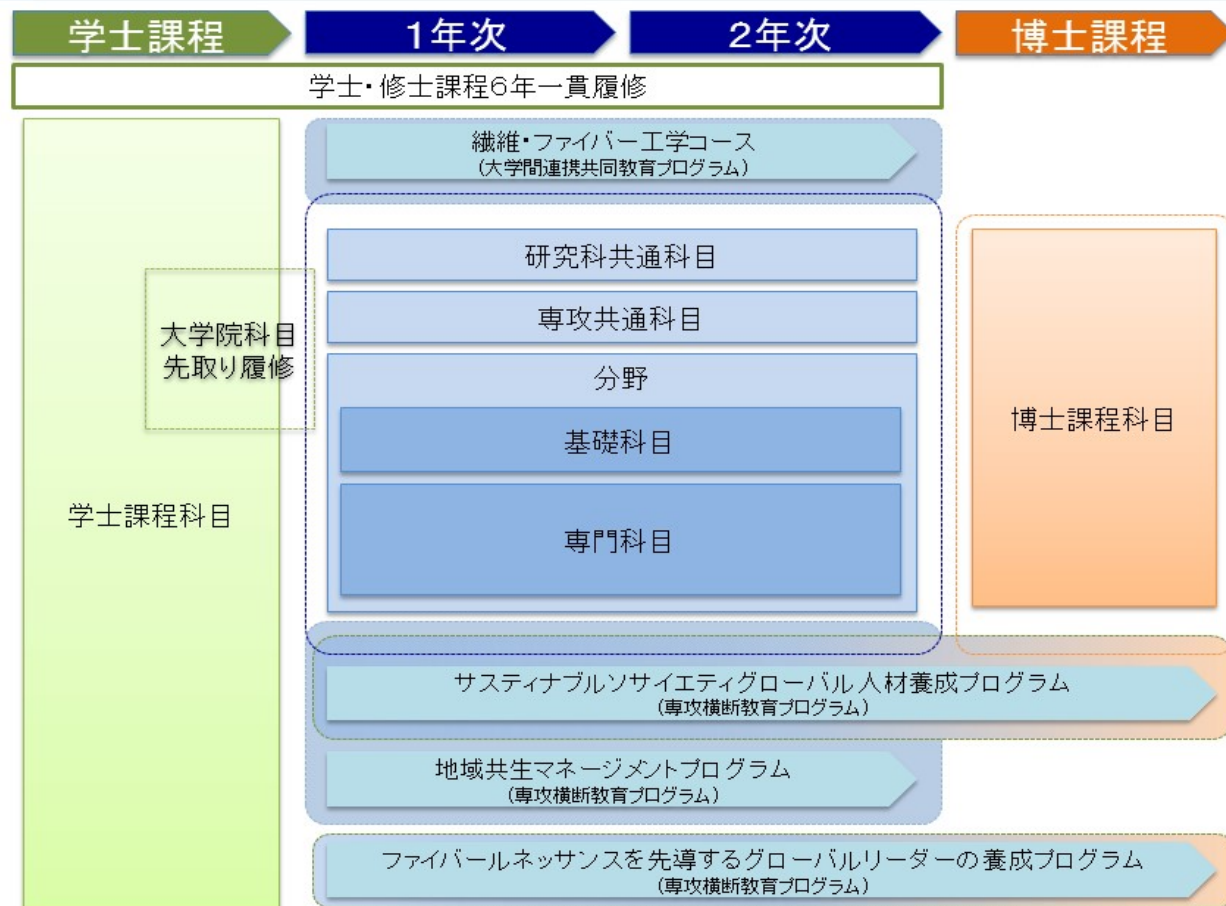 学士課程
1年次
2年次
博士課程
学士・修士課程6年一貫履修
繊維・ファイバー工学コース
(大学間連携共同教育プログラム)
研究科共通科目
専攻共通科目
分野
基礎科目
専門科目
大学院科目
先取り履修
学士課程科目
博士課程科目
サスティナブルソサイエティグローバル人材養成プログラム
(専攻横断教育プログラム)
地域共生マネージメントプログラム
(専攻横断教育プログラム)
ファイバールネッサンスを先導するグローバルリーダーの養成プログラム
(専攻横断教育プログラム)